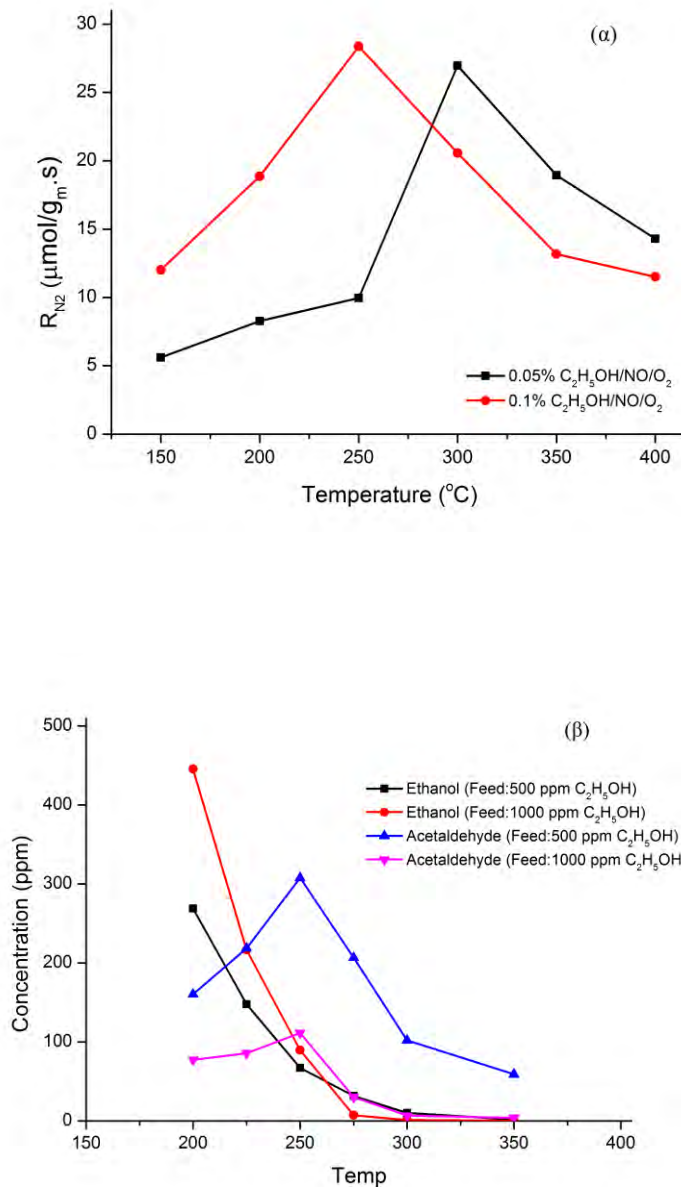 (α)
30
25
20
15
10
5
0
R_N2 (μmol/g_m.s)
0.05% C₂H₅OH/NO/O₂
0.1% C₂H₅OH/NO/O₂
150 200 250 300 350 400
Temperature (°C)
(β)
500
400
300
200
100
0
Concentration (ppm)
Ethanol (Feed:500 ppm C₂H₅OH)
Ethanol (Feed:1000 ppm C₂H₅OH)
Acetaldehyde (Feed:500 ppm C₂H₅OH)
Acetaldehyde (Feed:1000 ppm C₂H₅OH
150 200 250 300 350 400
Temp